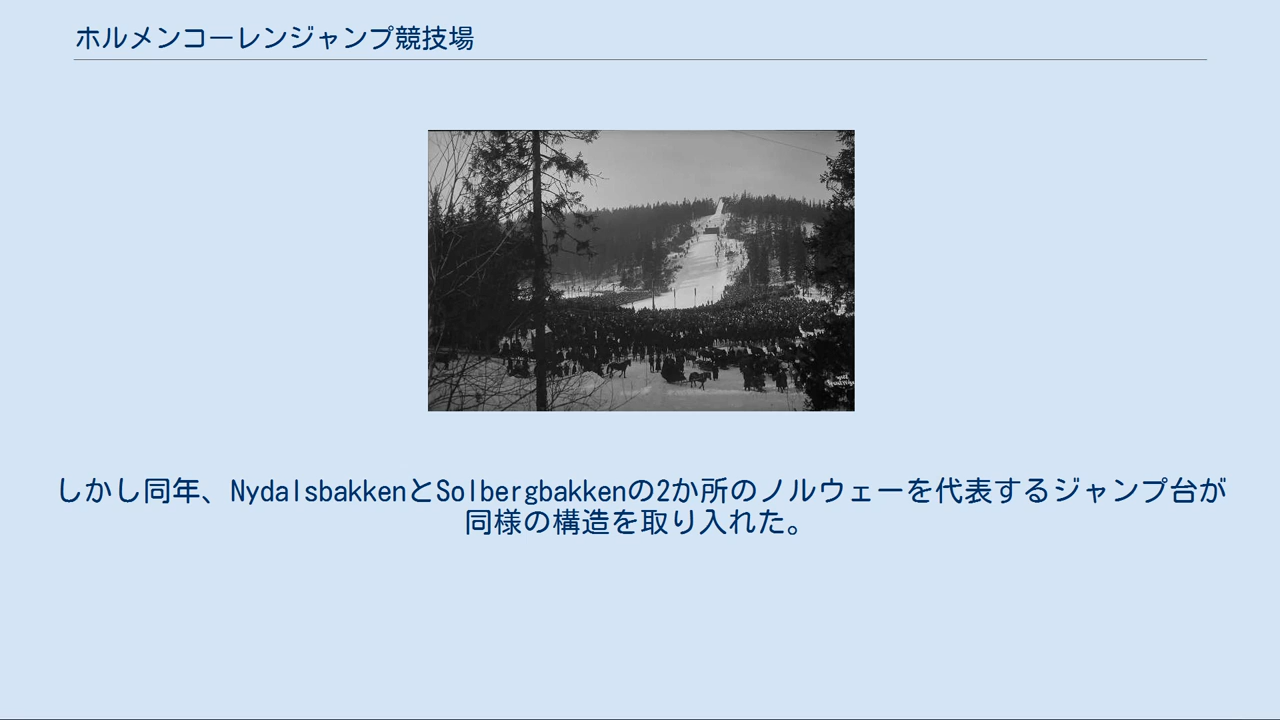 ホルメンコーレンジャンプ競技場
しかし同年、NydalsbakkenとSolbergbakkenの2か所のノルウェーを代表するジャンプ台が
同様の構造を取り入れた。